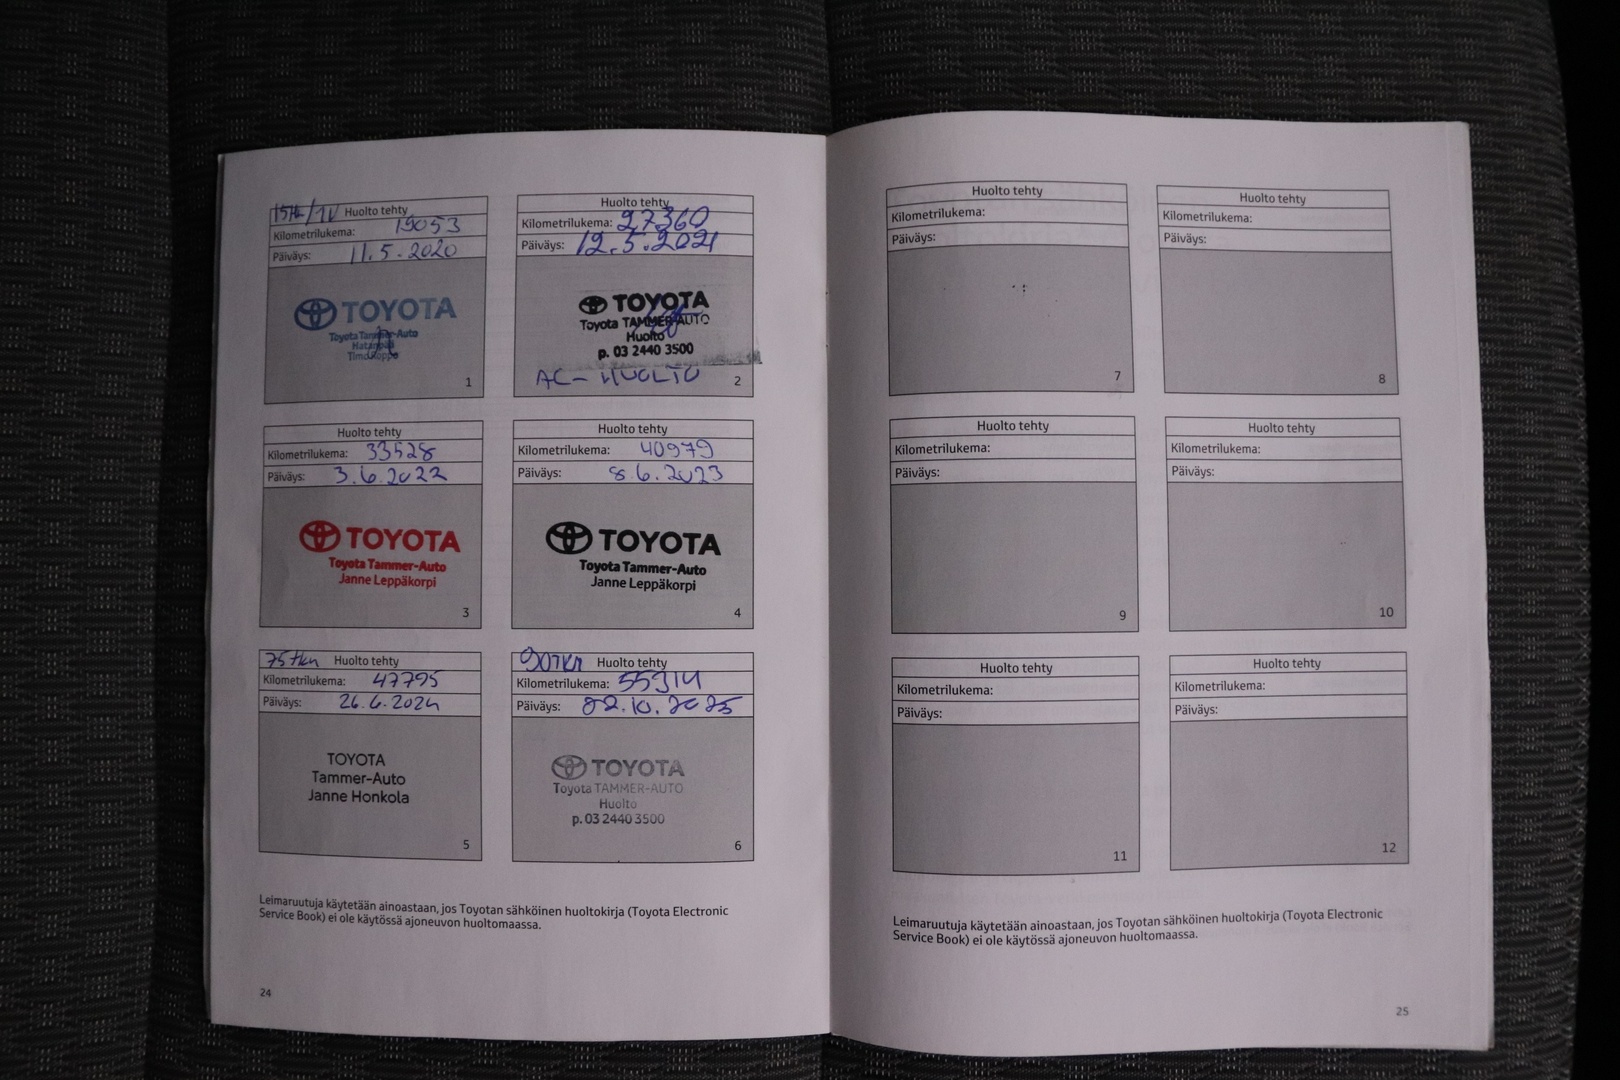 15tkm/1V Huolto tehty
Kilometrilukema: 19053
Päiväys: 11.5.2020
TOYOTA
Toyota Tammer-Auto
Hatanpää
Timo Roppo
1
Huolto tehty
Kilometrilukema: 27360
Päiväys: 12.5.2021
TOYOTA
Toyota TAMMER-AUTO
Huolto
p. 03 2440 3500
AC-HUOLTO 2
Huolto tehty
Kilometrilukema: 33528
Päiväys: 3.6.2022
TOYOTA
Toyota Tammer-Auto
Janne Leppäkorpi
3
Huolto tehty
Kilometrilukema: 40979
Päiväys: 8.6.2023
TOYOTA
Toyota Tammer-Auto
Janne Leppäkorpi
4
75tkm Huolto tehty
Kilometrilukema: 47795
Päiväys: 26.6.2024
TOYOTA
Tammer-Auto
Janne Honkola
5
90TKM Huolto tehty
Kilometrilukema: 55914
Päiväys: 22.10.2025
TOYOTA
Toyota TAMMER-AUTO
Huolto
p. 03 2440 3500
6
Leimaruutuja käytetään ainoastaan, jos Toyotan sähköinen huoltokirja (Toyota Electronic
Service Book) ei ole käytössä ajoneuvon huoltomaassa.
24
Huolto tehty
Kilometrilukema:
Päiväys:
7
Huolto tehty
Kilometrilukema:
Päiväys:
8
Huolto tehty
Kilometrilukema:
Päiväys:
9
Huolto tehty
Kilometrilukema:
Päiväys:
10
Huolto tehty
Kilometrilukema:
Päiväys:
11
Huolto tehty
Kilometrilukema:
Päiväys:
12
Leimaruutuja käytetään ainoastaan, jos Toyotan sähköinen huoltokirja (Toyota Electronic
Service Book) ei ole käytössä ajoneuvon huoltomaassa.
25